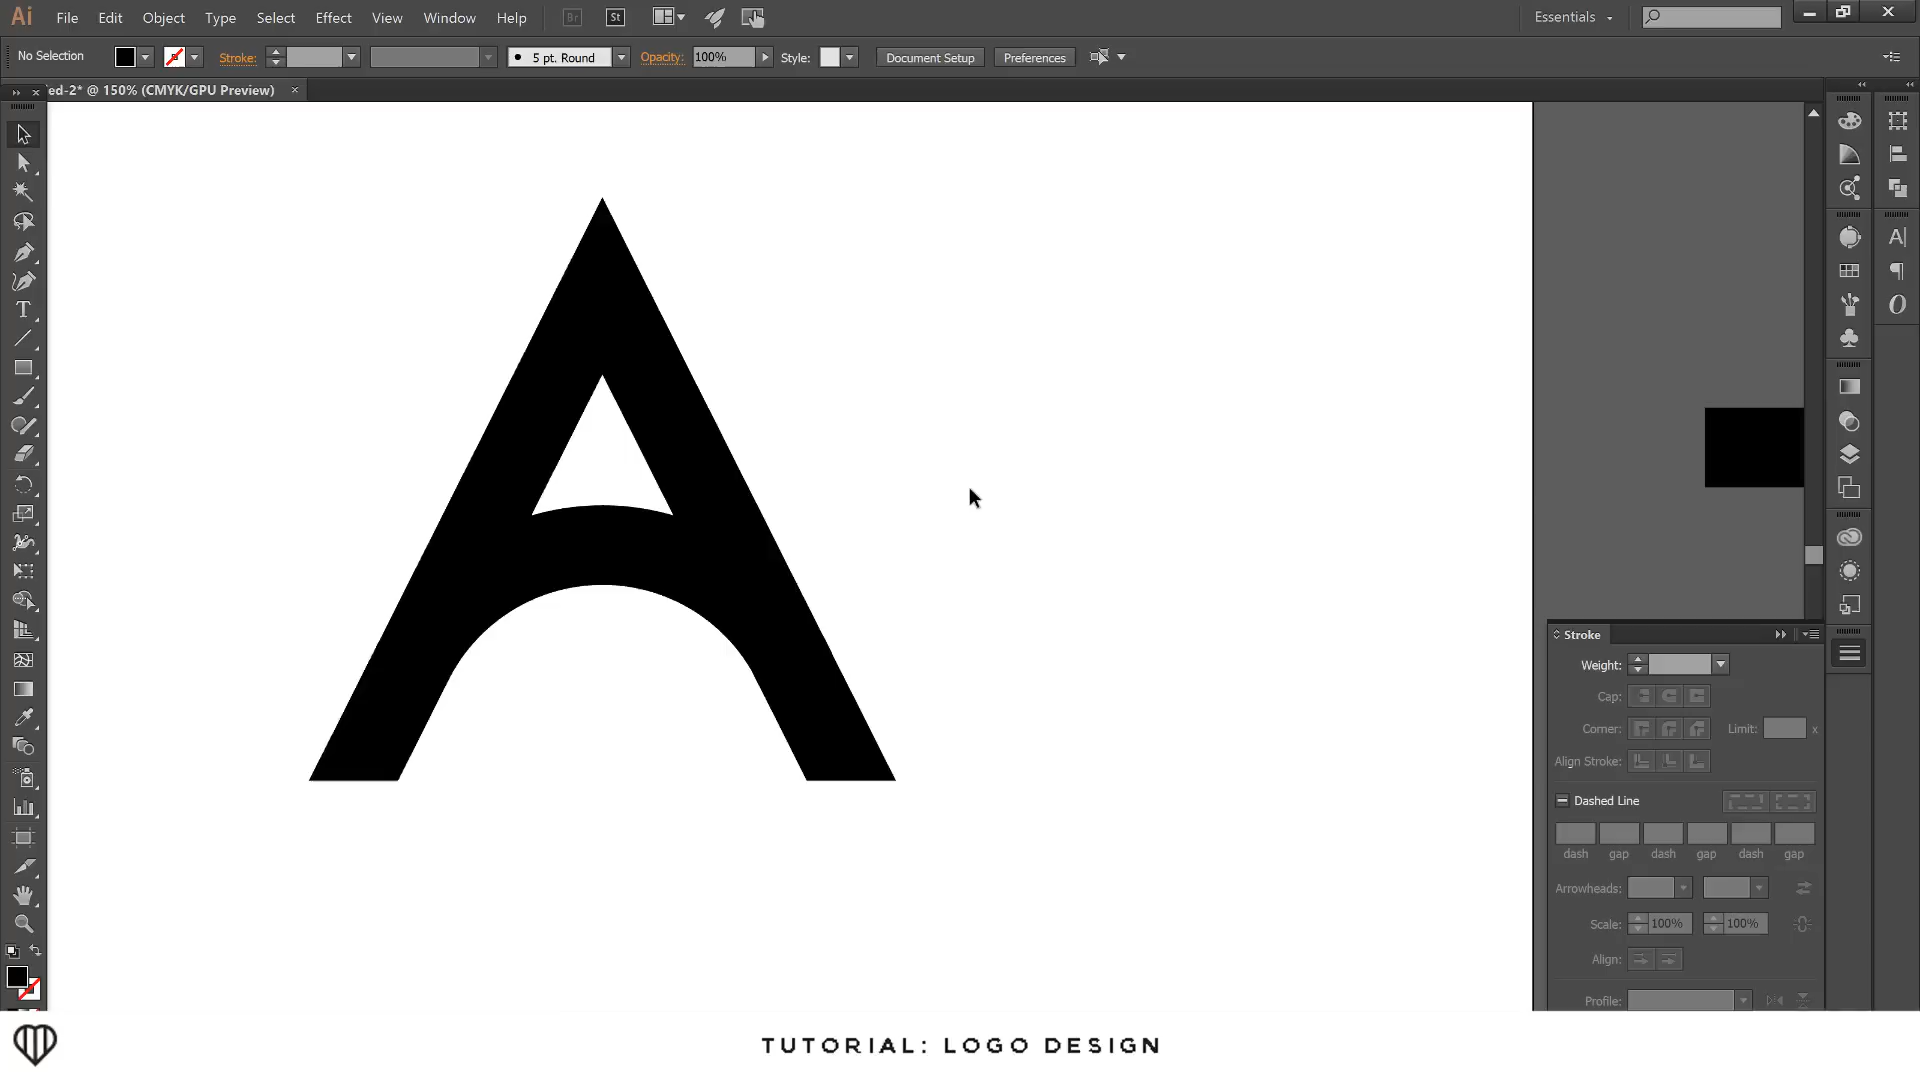 Ai File Edit Object Type Select Effect View Window Help Br St Essentials
No Selection Stroke: 5 pt. Round Opacity: 100% Style: Document Setup Preferences
ed-2* @ 150% (CMYK/GPU Preview) ×
A
Stroke
Weight:
Cap:
Corner: Limit: x
Align Stroke:
Dashed Line
dash gap dash gap dash gap
Arrowheads:
Scale: 100% 100%
Align:
Profile:
TUTORIAL: LOGO DESIGN